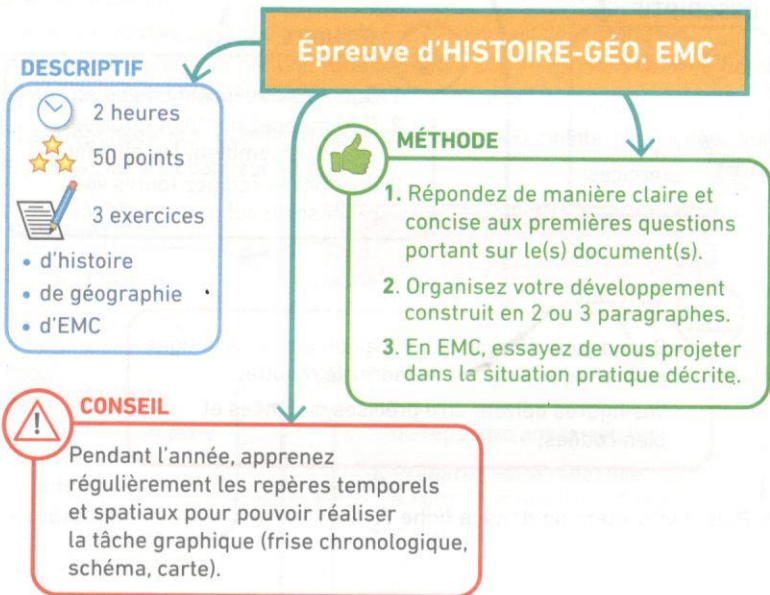 Épreuve d'HISTOIRE-GÉO. EMC
DESCRIPTIF
2 heures
50 points
3 exercices
• d'histoire
• de géographie
• d'EMC
MÉTHODE
1. Répondez de manière claire et
concise aux premières questions
portant sur le(s) document(s).
2. Organisez votre développement
construit en 2 ou 3 paragraphes.
3. En EMC, essayez de vous projeter
dans la situation pratique décrite.
CONSEIL
Pendant l'année, apprenez
régulièrement les repères temporels
et spatiaux pour pouvoir réaliser
la tâche graphique (frise chronologique,
schéma, carte).